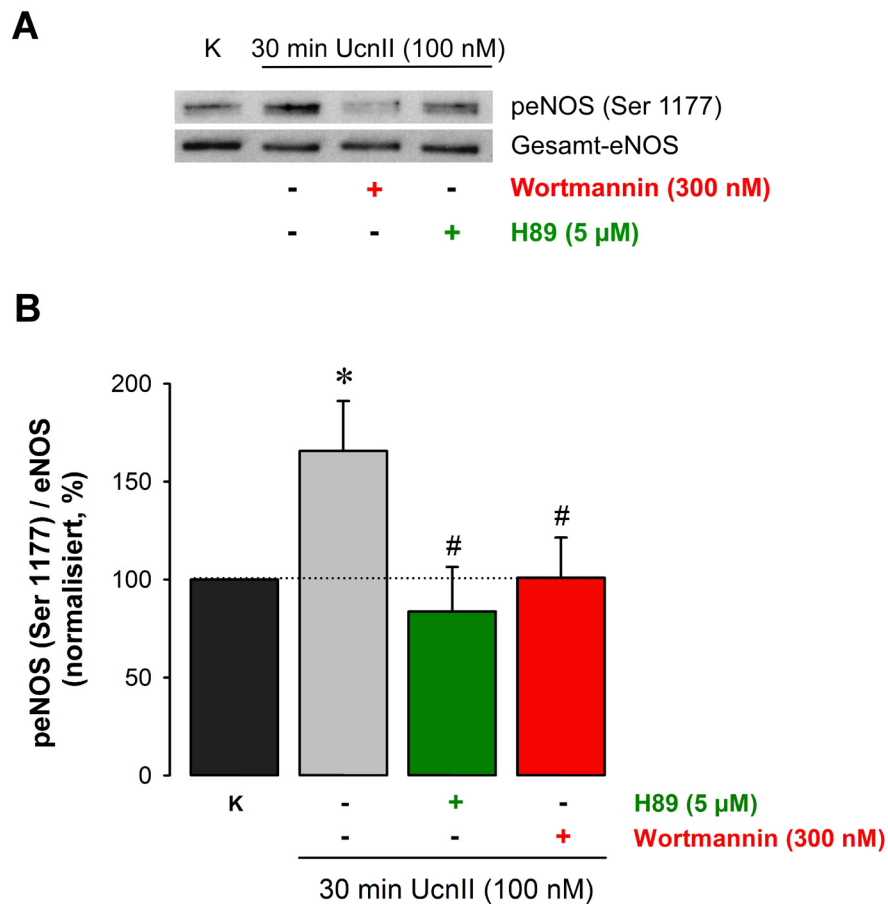 A
K 30 min UcnII (100 nM)
peNOS (Ser 1177)
Gesamt-eNOS
- + - Wortmannin (300 nM)
- - + H89 (5 µM)
B
peNOS (Ser 1177) / eNOS
(normalisiert, %)
200
150
100
50
0
*
#
#
K - + - H89 (5 µM)
- - + Wortmannin (300 nM)
30 min UcnII (100 nM)